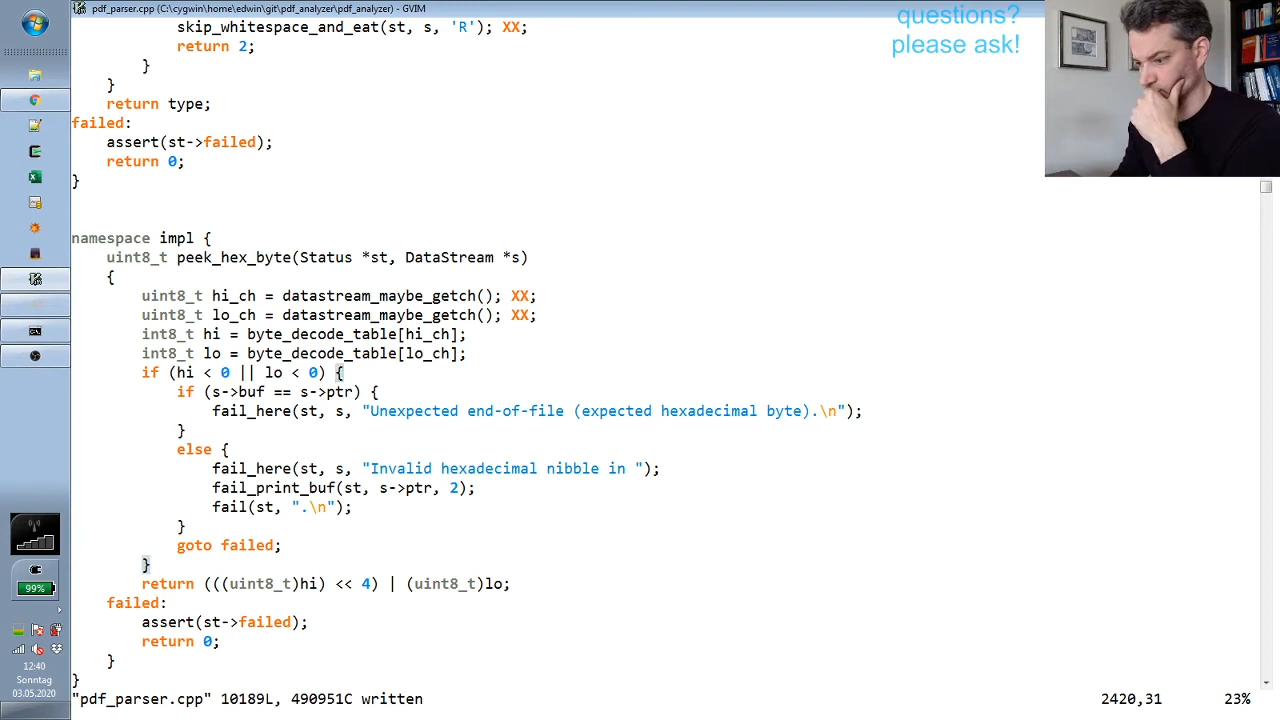 pdf_parser.cpp (C:\cygwin\home\edwin\git\pdf_analyzer\pdf_analyzer) - GVIM
skip_whitespace_and_eat(st, s, 'R'); XX;
return 2;
}
}
return type;
failed:
assert(st->failed);
return 0;
}
questions?
please ask!
namespace impl {
uint8_t peek_hex_byte(Status *st, DataStream *s)
{
uint8_t hi_ch = datastream_maybe_getch(); XX;
uint8_t lo_ch = datastream_maybe_getch(); XX;
int8_t hi = byte_decode_table[hi_ch];
int8_t lo = byte_decode_table[lo_ch];
if (hi < 0 || lo < 0) {
if (s->buf == s->ptr) {
fail_here(st, s, "Unexpected end-of-file (expected hexadecimal byte).\n");
}
else {
fail_here(st, s, "Invalid hexadecimal nibble in ");
fail_print_buf(st, s->ptr, 2);
fail(st, ".\n");
}
goto failed;
}
return (((uint8_t)hi) << 4) | (uint8_t)lo;
failed:
assert(st->failed);
return 0;
}
}
"pdf_parser.cpp" 10189L, 490951C written 2420,31 23%
99%
12:40
Sonntag
03.05.2020